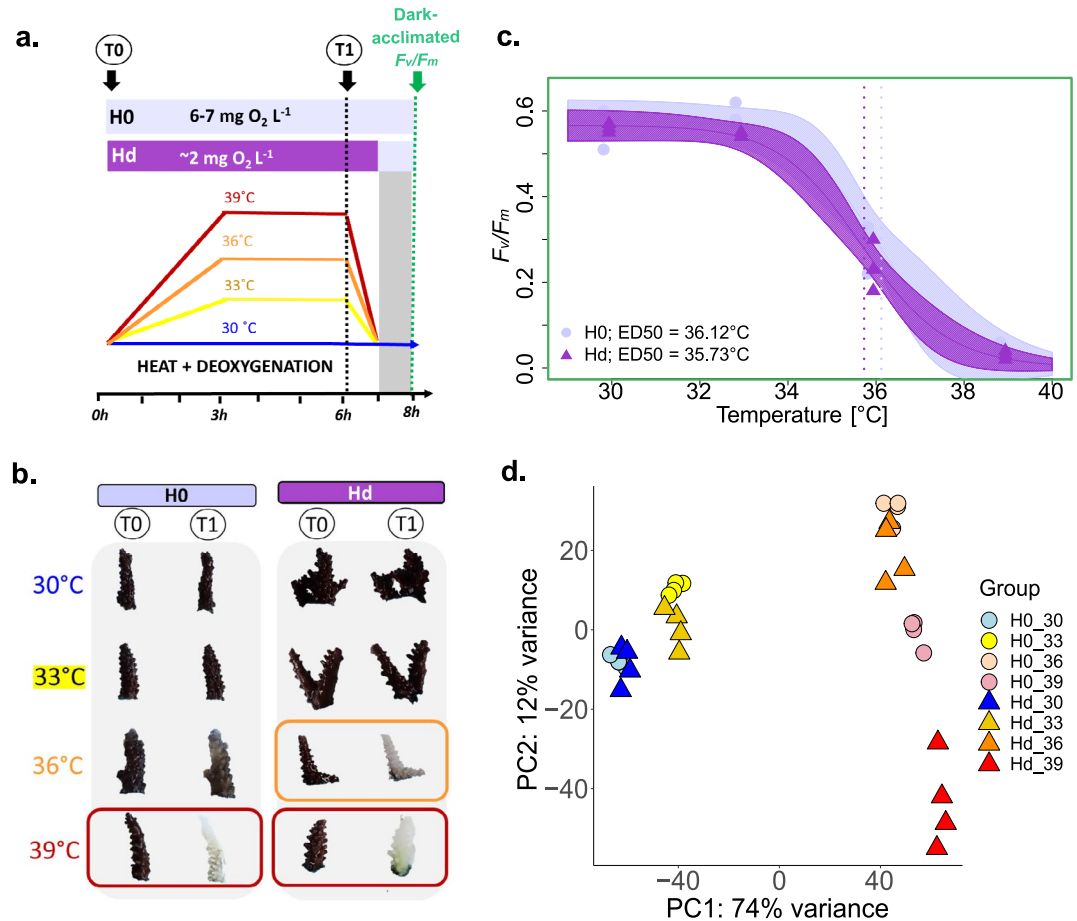 a.
Dark-
acclimated
Fv/Fm
T0
T1
H0 6-7 mg O2 L-1
Hd ~2 mg O2 L-1
39˚C
36˚C
33˚C
30 ˚C
HEAT + DEOXYGENATION
0h 3h 6h 8h
b.
H0 Hd
T0 T1 T0 T1
30°C
33°C
36°C
39°C
c.
Fv/Fm
0.6
0.4
0.2
0.0
H0; ED50 = 36.12°C
Hd; ED50 = 35.73°C
30 32 34 36 38 40
Temperature [°C]
d.
PC2: 12% variance
20
0
−20
−40
−40 0 40
PC1: 74% variance
Group
H0_30
H0_33
H0_36
H0_39
Hd_30
Hd_33
Hd_36
Hd_39